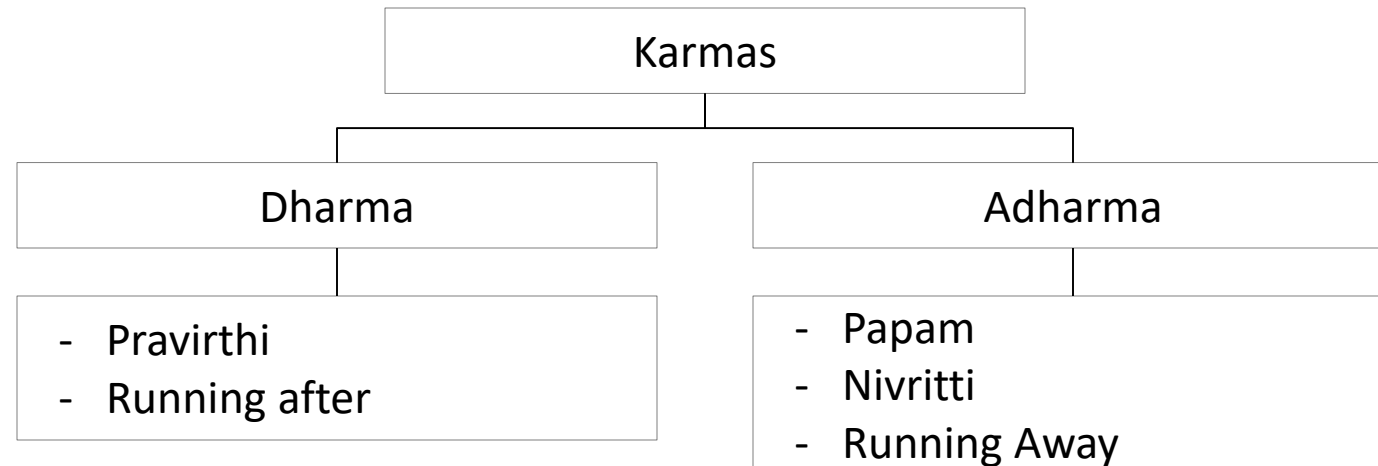 Karmas
Dharma
Adharma
- Pravirthi
- Running after
- Papam
- Nivritti
- Running Away